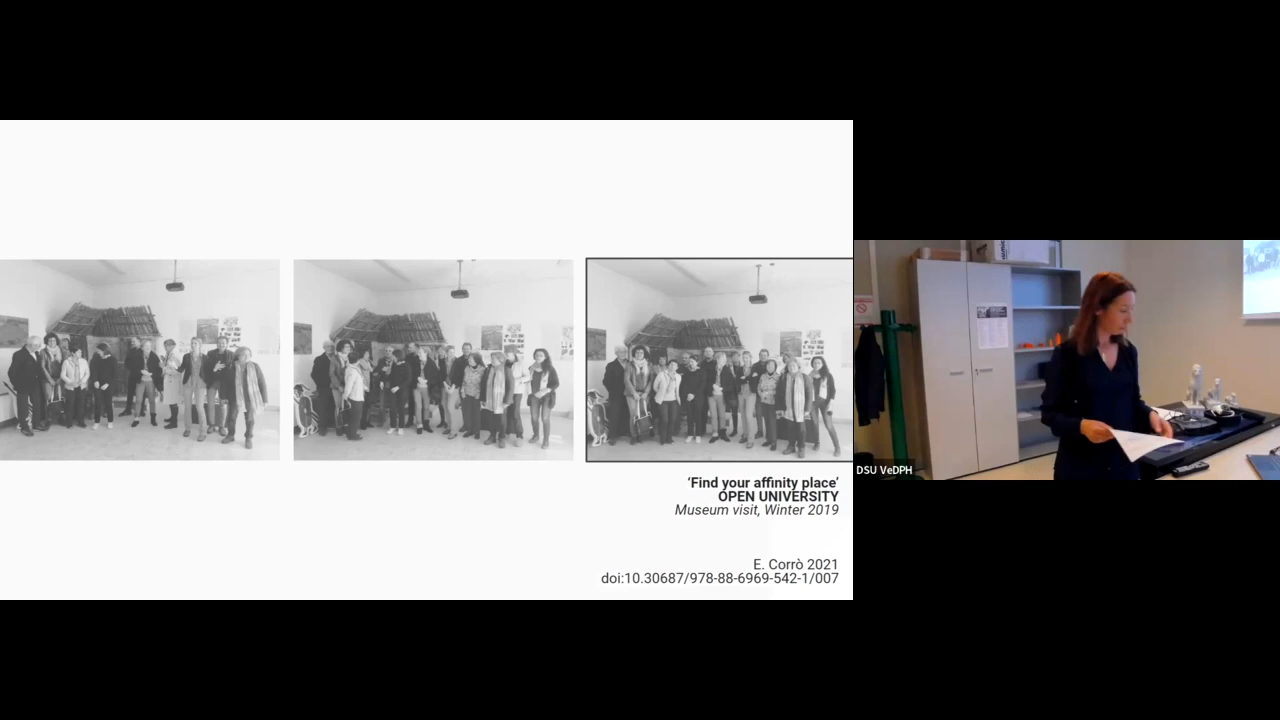 ‘Find your affinity place’
OPEN UNIVERSITY
Museum visit, Winter 2019
E. Corrò 2021
doi:10.30687/978-88-6969-542-1/007
DSU VeDPH